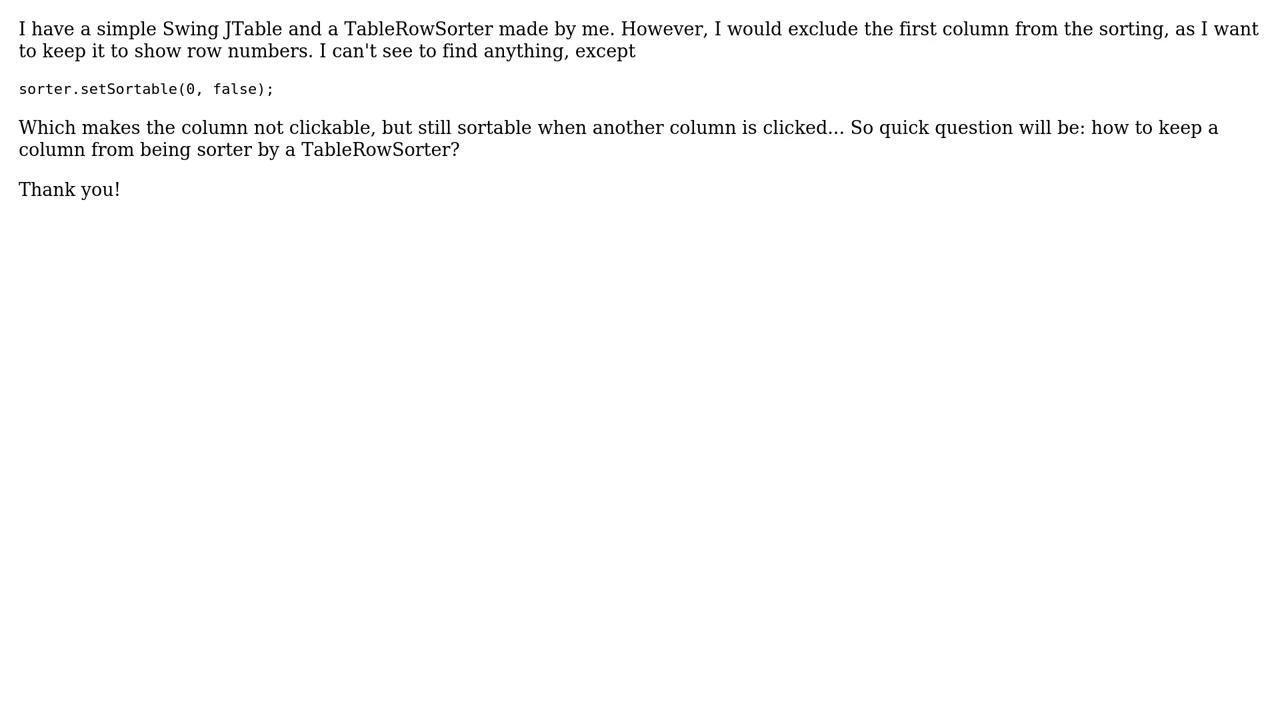 I have a simple Swing JTable and a TableRowSorter made by me. However, I would exclude the first column from the sorting, as I want
to keep it to show row numbers. I can't see to find anything, except
sorter.setSortable(0, false);
Which makes the column not clickable, but still sortable when another column is clicked... So quick question will be: how to keep a
column from being sorter by a TableRowSorter?
Thank you!